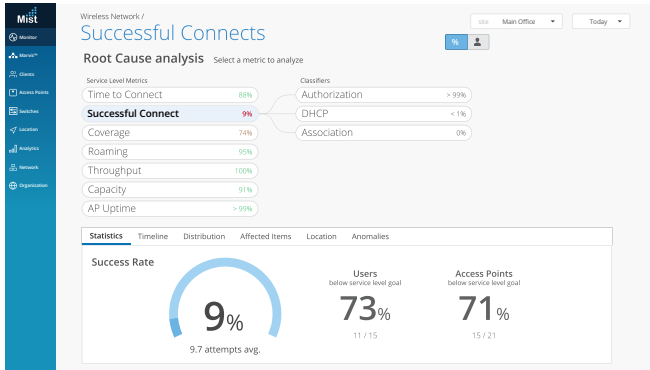 Mist
Monitor
Marvis™
Clients
Access Points
Switches
Location
Analytics
Network
Organization
Wireless Network /
Successful Connects
site Main Office
Today
%
Root Cause analysis Select a metric to analyze
Service Level Metrics
Time to Connect 88%
Successful Connect 9%
Coverage 74%
Roaming 95%
Throughput 100%
Capacity 91%
AP Uptime > 99%
Classifiers
Authorization > 99%
DHCP < 1%
Association 0%
Statistics Timeline Distribution Affected Items Location Anomalies
Success Rate
9%
9.7 attempts avg.
Users
below service level goal
73%
11 / 15
Access Points
below service level goal
71%
15 / 21